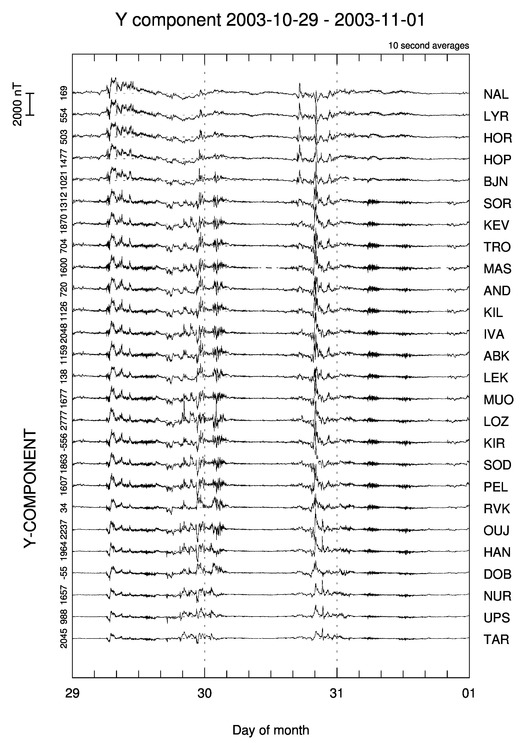 Y component 2003-10-29 - 2003-11-01
10 second averages
2000 nT
Y-COMPONENT
169 NAL
554 LYR
503 HOR
1477 HOP
1021 BJN
1312 SOR
1870 KEV
704 TRO
1600 MAS
720 AND
1126 KIL
2048 IVA
1159 ABK
138 LEK
1677 MUO
2777 LOZ
-556 KIR
1863 SOD
1607 PEL
34 RVK
2237 OUJ
1964 HAN
-55 DOB
1657 NUR
988 UPS
2045 TAR
29 30 31 01
Day of month